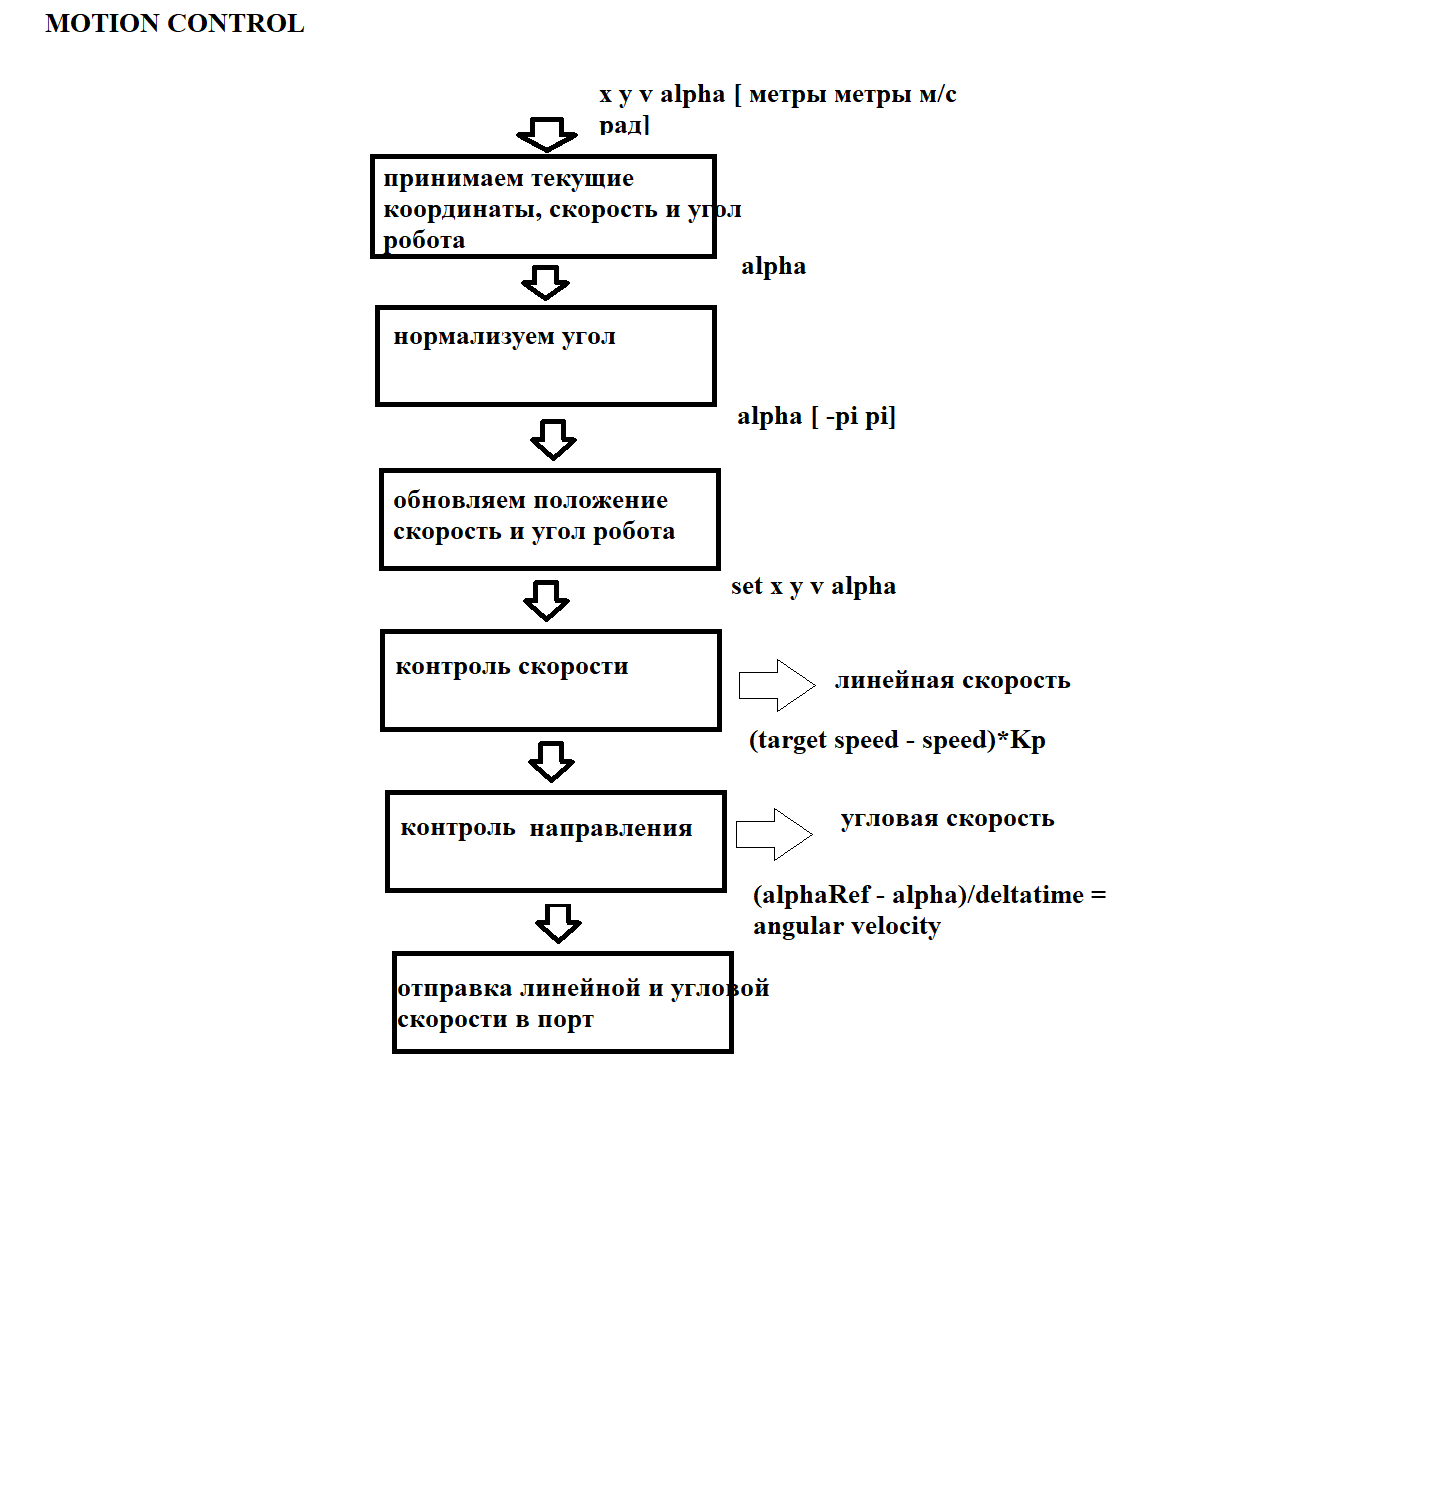 MOTION CONTROL
x y v alpha [ метры метры м/с
рад]
принимаем текущие
координаты, скорость и угол
робота
alpha
нормализуем угол
alpha [ -pi pi]
обновляем положение
скорость и угол робота
set x y v alpha
контроль скорости
линейная скорость
(target speed - speed)*Kp
контроль направления
угловая скорость
(alphaRef - alpha)/deltatime =
angular velocity
отправка линейной и угловой
скорости в порт